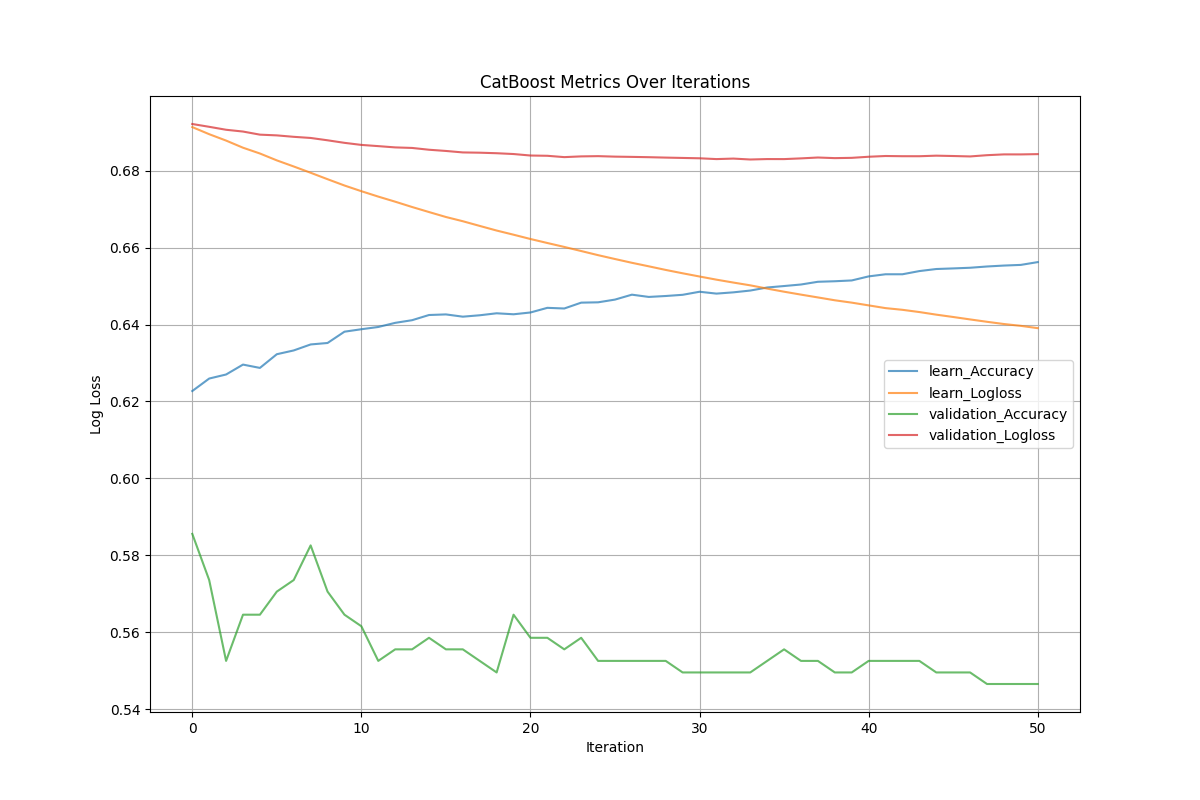 CatBoost Metrics Over Iterations
Log Loss
0.68
0.66
0.64
0.62
0.60
0.58
0.56
0.54
learn_Accuracy
learn_Logloss
validation_Accuracy
validation_Logloss
0 10 20 30 40 50
Iteration